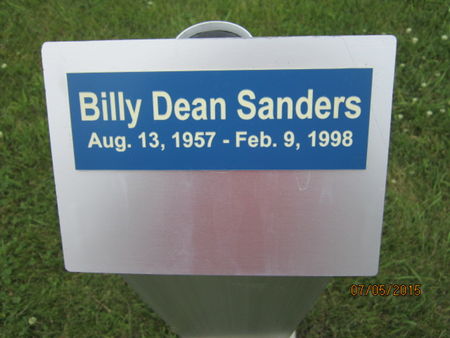 Billy Dean Sanders
Aug. 13, 1957 - Feb. 9, 1998
07/05/2015